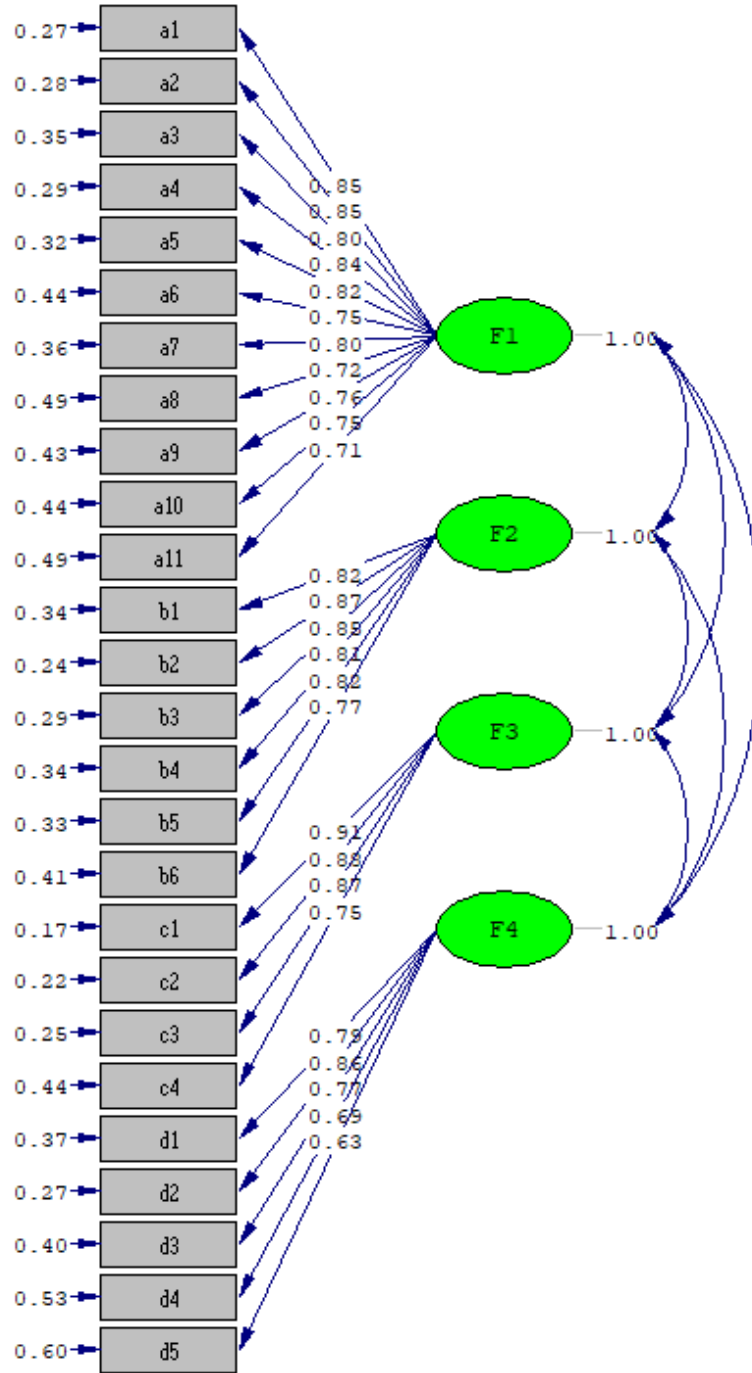 0.27 a1
0.28 a2
0.35 a3
0.29 a4
0.32 a5
0.44 a6
0.36 a7
0.49 a8
0.43 a9
0.44 a10
0.49 a11
0.34 b1
0.24 b2
0.29 b3
0.34 b4
0.33 b5
0.41 b6
0.17 c1
0.22 c2
0.25 c3
0.44 c4
0.37 d1
0.27 d2
0.40 d3
0.53 d4
0.60 d5
0.85
0.85
0.80
0.84
0.82
0.75
0.80
0.72
0.76
0.75
0.71
0.82
0.87
0.85
0.81
0.82
0.77
0.91
0.88
0.87
0.75
0.79
0.86
0.77
0.69
0.63
F1 1.00
F2 1.00
F3 1.00
F4 1.00